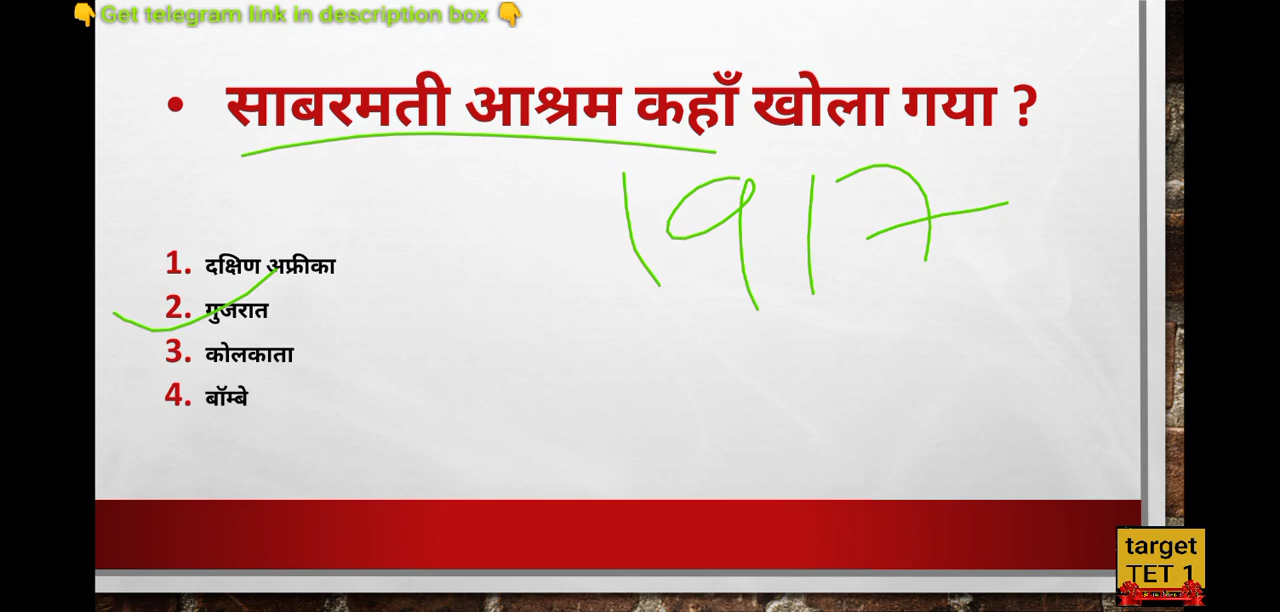 👇Get telegram link in description box 👇
• साबरमती आश्रम कहाँ खोला गया ?
1917
1. दक्षिण अफ्रीका
2. गुजरात
3. कोलकाता
4. बॉम्बे
target
TET 1